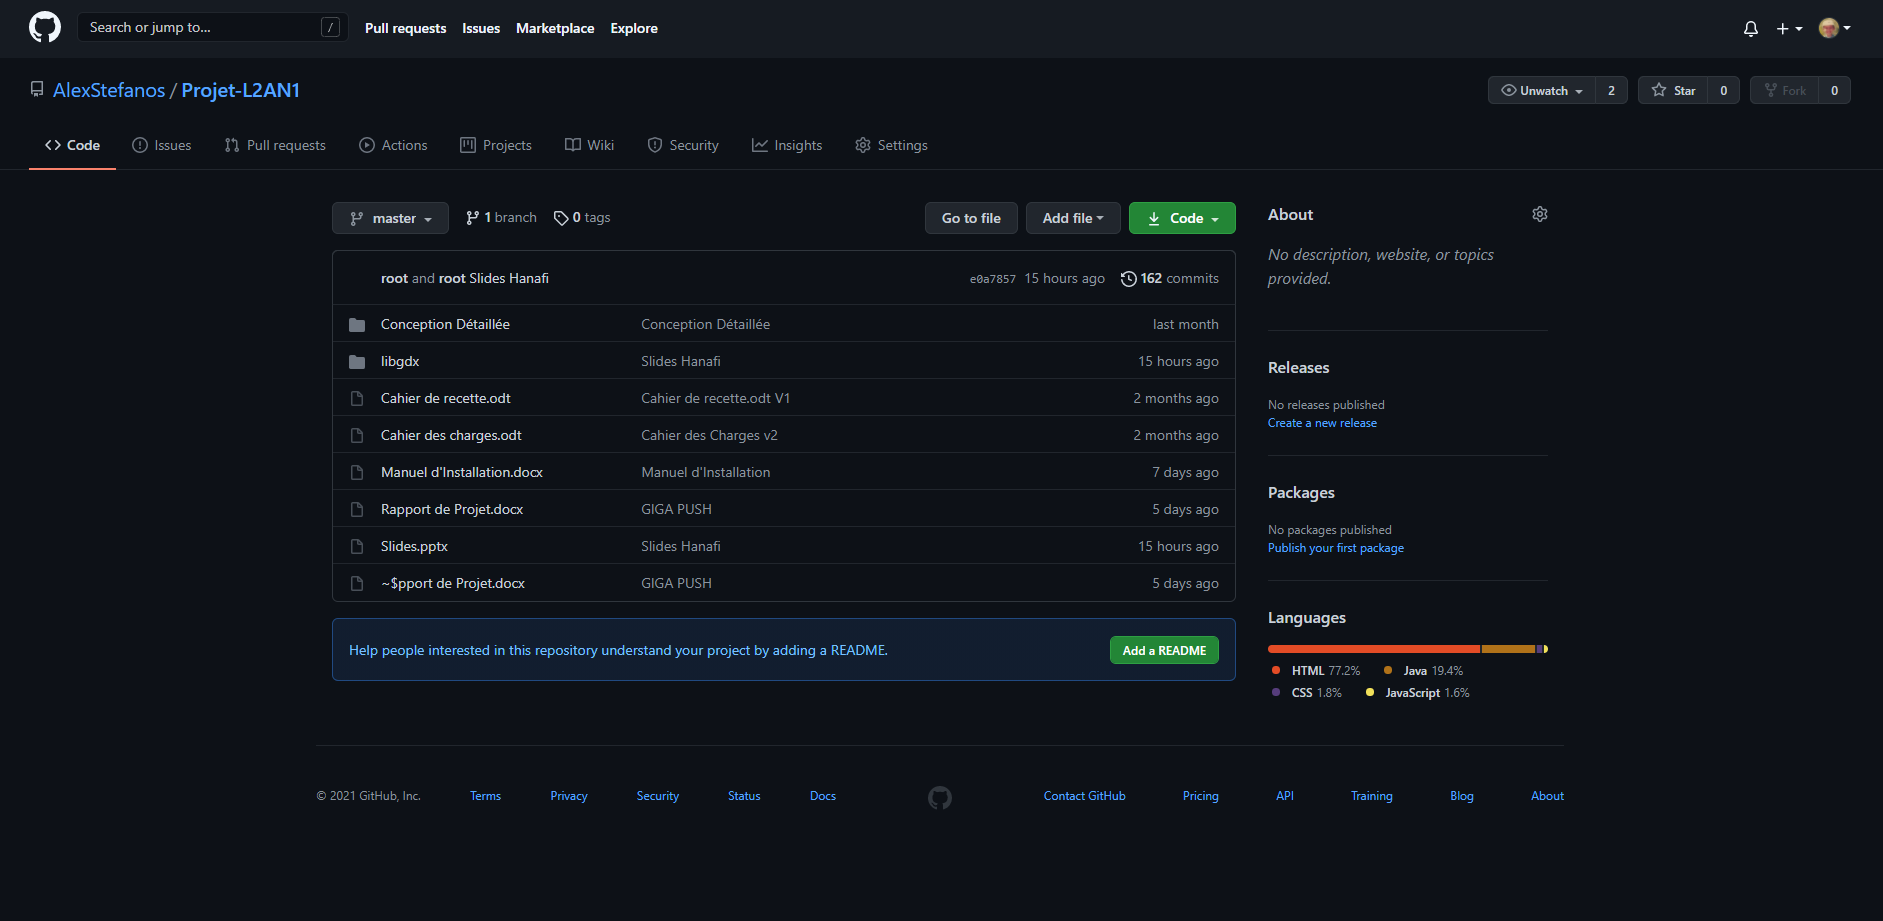 Search or jump to... / Pull requests Issues Marketplace Explore
AlexStefanos / Projet-L2AN1 Unwatch 2 Star 0 Fork 0
Code Issues Pull requests Actions Projects Wiki Security Insights Settings
master 1 branch 0 tags Go to file Add file Code
root and root Slides Hanafi e0a7857 15 hours ago 162 commits
Conception Détaillée Conception Détaillée last month
libgdx Slides Hanafi 15 hours ago
Cahier de recette.odt Cahier de recette.odt V1 2 months ago
Cahier des charges.odt Cahier des Charges v2 2 months ago
Manuel d'Installation.docx Manuel d'Installation 7 days ago
Rapport de Projet.docx GIGA PUSH 5 days ago
Slides.pptx Slides Hanafi 15 hours ago
~$pport de Projet.docx GIGA PUSH 5 days ago
Help people interested in this repository understand your project by adding a README. Add a README
About
No description, website, or topics
provided.
Releases
No releases published
Create a new release
Packages
No packages published
Publish your first package
Languages
HTML 77.2% Java 19.4%
CSS 1.8% JavaScript 1.6%
© 2021 GitHub, Inc. Terms Privacy Security Status Docs Contact GitHub Pricing API Training Blog About